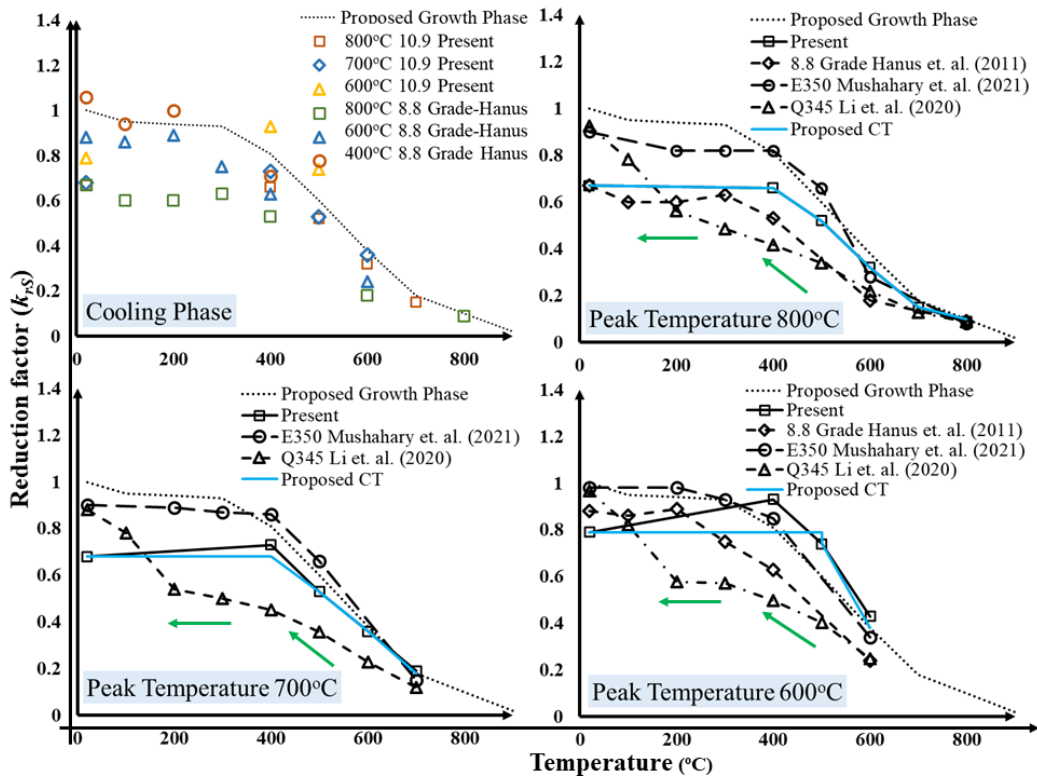 Reduction factor (kr,S)
1.4
1.2
1
0.8
0.6
0.4
0.2
0
0 200 400 600 800
Proposed Growth Phase
800°C 10.9 Present
700°C 10.9 Present
600°C 10.9 Present
800°C 8.8 Grade-Hanus
600°C 8.8 Grade-Hanus
400°C 8.8 Grade Hanus
Cooling Phase
1.4
1.2
1
0.8
0.6
0.4
0.2
0
0 200 400 600 800
Proposed Growth Phase
Present
8.8 Grade Hanus et. al. (2011)
E350 Mushahary et. al. (2021)
Q345 Li et. al. (2020)
Proposed CT
Peak Temperature 800°C
1.4
1.2
1
0.8
0.6
0.4
0.2
0
0 200 400 600 800
Proposed Growth Phase
Present
E350 Mushahary et. al. (2021)
Q345 Li et. al. (2020)
Proposed CT
Peak Temperature 700°C
1.4
1.2
1
0.8
0.6
0.4
0.2
0
0 200 400 600 800
Proposed Growth Phase
Present
8.8 Grade Hanus et. al. (2011)
E350 Mushahary et. al. (2021)
Q345 Li et. al. (2020)
Proposed CT
Peak Temperature 600°C
Temperature (°C)